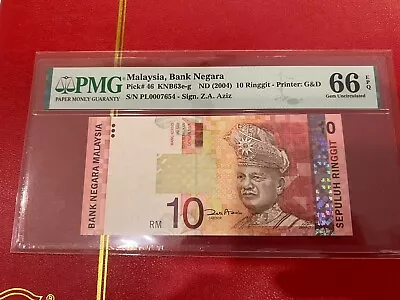 PMG
PAPER MONEY GUARANTY
Malaysia, Bank Negara
Pick# 46 KNB63e-g ND (2004) 10 Ringgit - Printer: G&D
S/N PL0007654 - Sign. Z.A. Aziz
66 EPQ
Gem Uncirculated
BANK NEGARA MALAYSIA
RM 10
10
SEPULUH RINGGIT